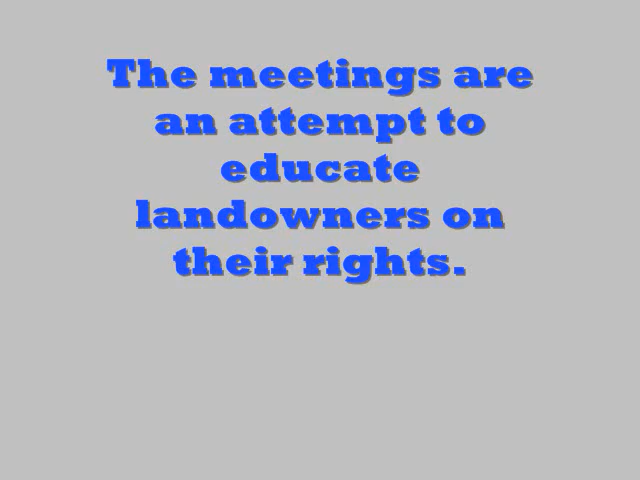 The meetings are
an attempt to
educate
landowners on
their rights.